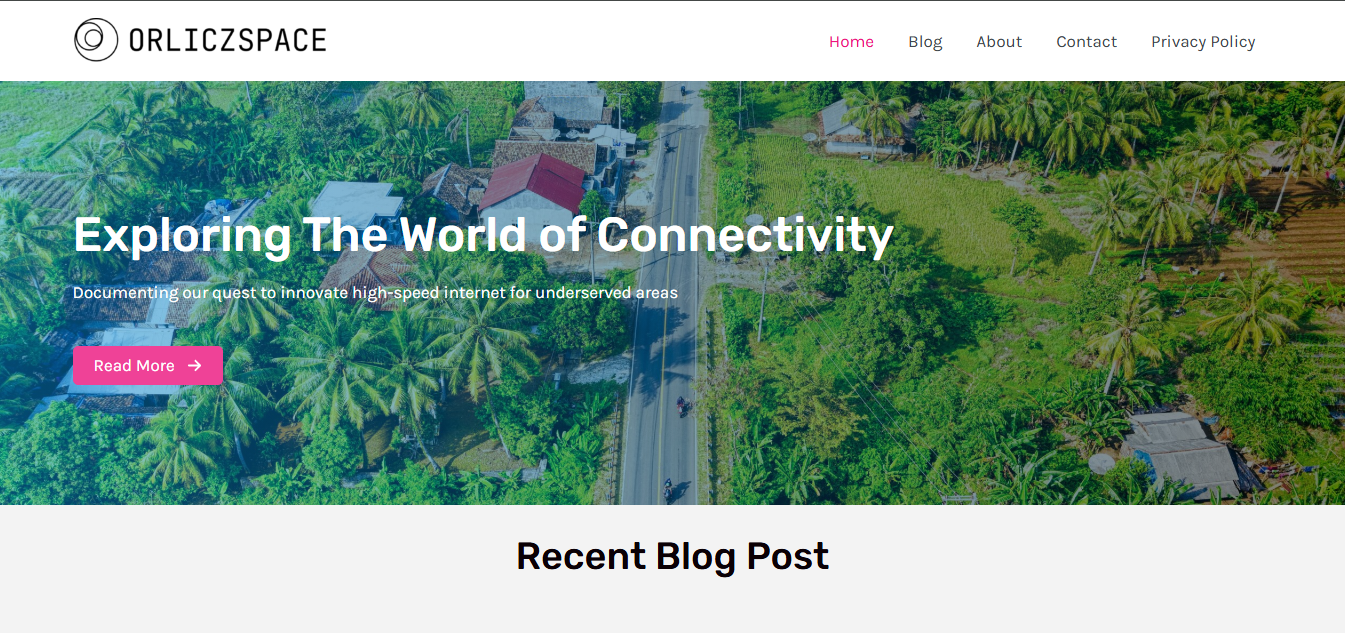 ORLICZSPACE
Home Blog About Contact Privacy Policy
Exploring The World of Connectivity
Documenting our quest to innovate high-speed internet for underserved areas
Read More →
Recent Blog Post